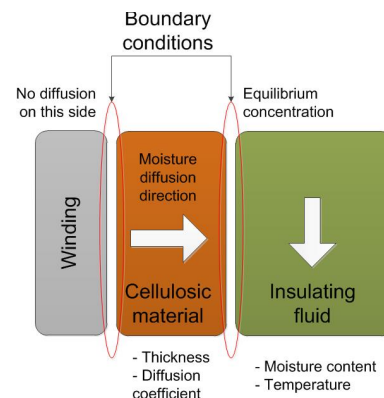 Boundary
conditions
No diffusion
on this side
Equilibrium
concentration
Winding
Moisture
diffusion
direction
Cellulosic
material
Insulating
fluid
- Thickness
- Diffusion
coefficient
- Moisture content
- Temperature